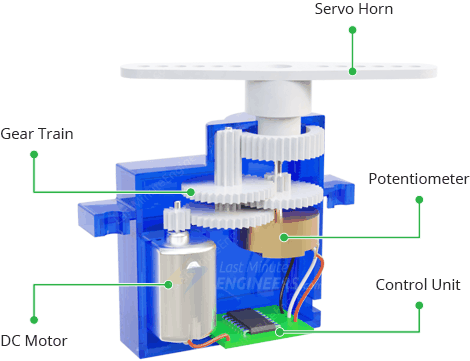 Servo Horn
Gear Train
Potentiometer
Last Minute
ENGINEERS
Control Unit
DC Motor